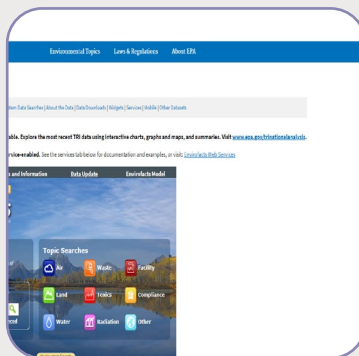 Environmental Topics Laws & Regulations About EPA
Data Searches | About the Data | Data Downloads | Widgets | Services | Mobile | Other Datasets
able. Explore the most recent TRI data using interactive charts, graphs and maps, and summaries. Visit www.epa.gov/trinationalanalysis.
rvice-enabled. See the services tab below for documentation and examples, or visit: Envirofacts Web Services
s and Information Data Update Envirofacts Model
Topic Searches
Air Waste Facility
Land Toxics Compliance
Water Radiation Other